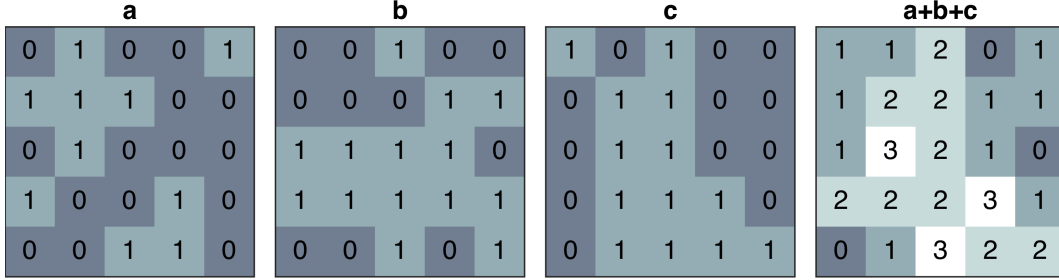 a b c a+b+c
0 1 0 0 1 0 0 1 0 0 1 0 1 0 0 1 1 2 0 1
1 1 1 0 0 0 0 0 1 1 0 1 1 0 0 1 2 2 1 1
0 1 0 0 0 1 1 1 1 0 0 1 1 0 0 1 3 2 1 0
1 0 0 1 0 1 1 1 1 1 0 1 1 1 0 2 2 2 3 1
0 0 1 1 0 0 0 1 0 1 0 1 1 1 1 0 1 3 2 2